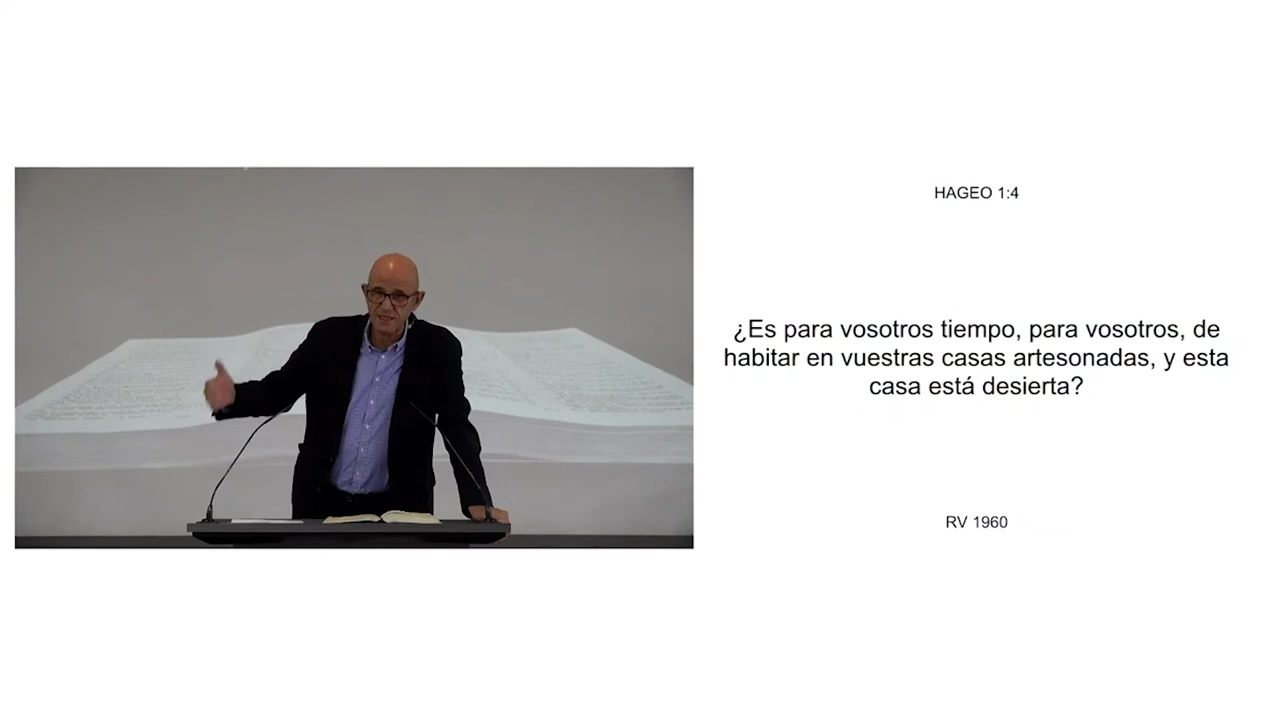 HAGEO 1:4
¿Es para vosotros tiempo, para vosotros, de
habitar en vuestras casas artesonadas, y esta
casa está desierta?
RV 1960